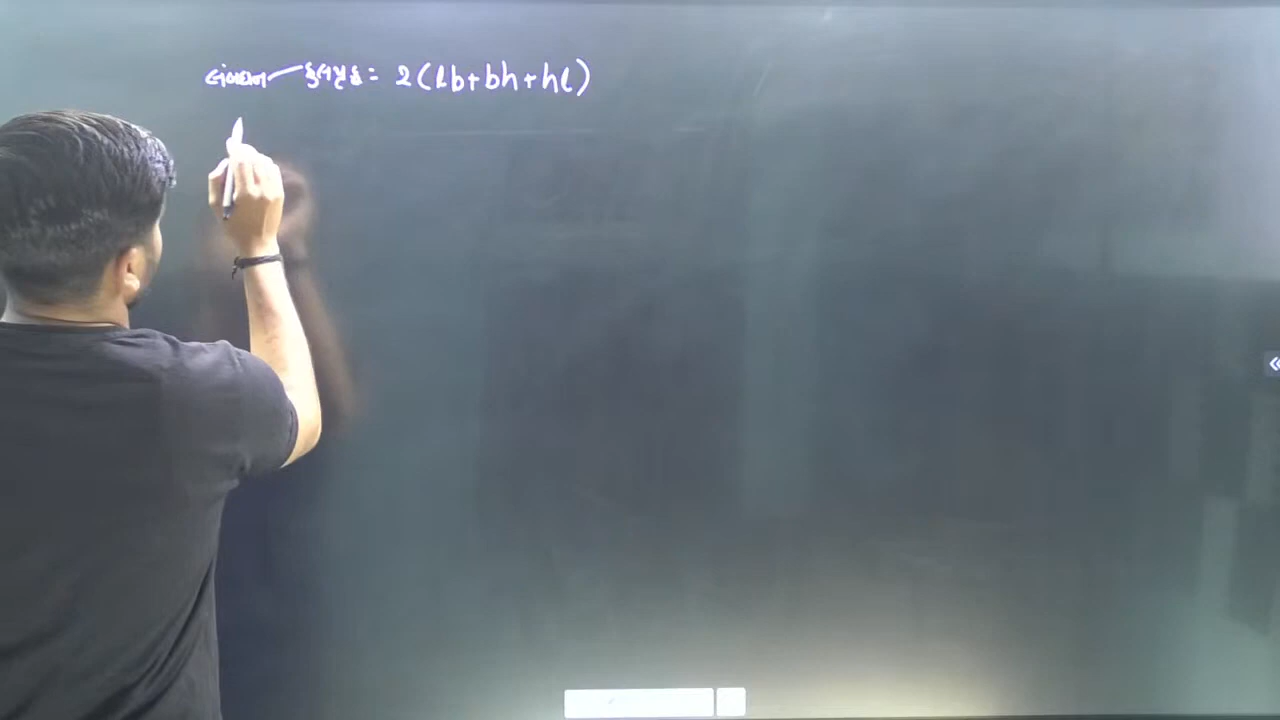 લંબઘન – કુલપૃફ = 2(lb+bh+hl)